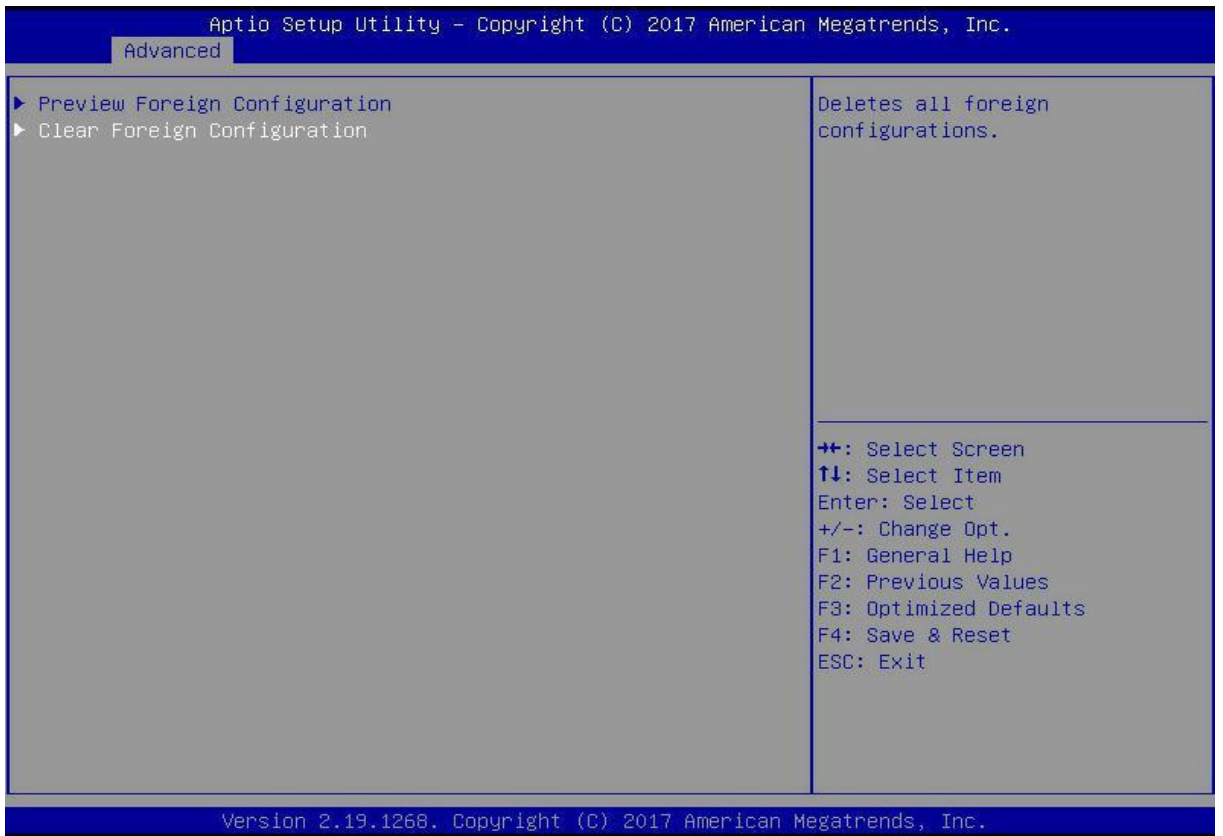 Aptio Setup Utility – Copyright (C) 2017 American Megatrends, Inc.
Advanced
▶ Preview Foreign Configuration
▶ Clear Foreign Configuration
Deletes all foreign
configurations.
→←: Select Screen
↑↓: Select Item
Enter: Select
+/-: Change Opt.
F1: General Help
F2: Previous Values
F3: Optimized Defaults
F4: Save & Reset
ESC: Exit
Version 2.19.1268. Copyright (C) 2017 American Megatrends, Inc.